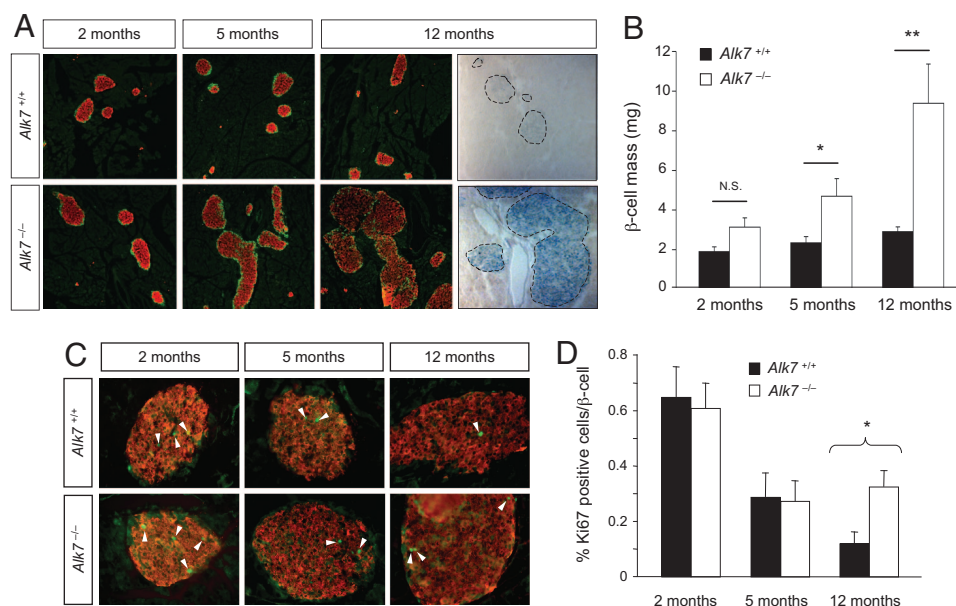 A
2 months 5 months 12 months
Alk7 +/+
Alk7 –/–
B
Alk7 +/+
Alk7 –/–
**
*
N.S.
β-cell mass (mg)
12
10
8
6
4
2
0
2 months 5 months 12 months
C
2 months 5 months 12 months
Alk7 +/+
Alk7 –/–
D
Alk7 +/+
Alk7 –/–
*
% Ki67 positive cells/β-cell
0.8
0.6
0.4
0.2
0
2 months 5 months 12 months